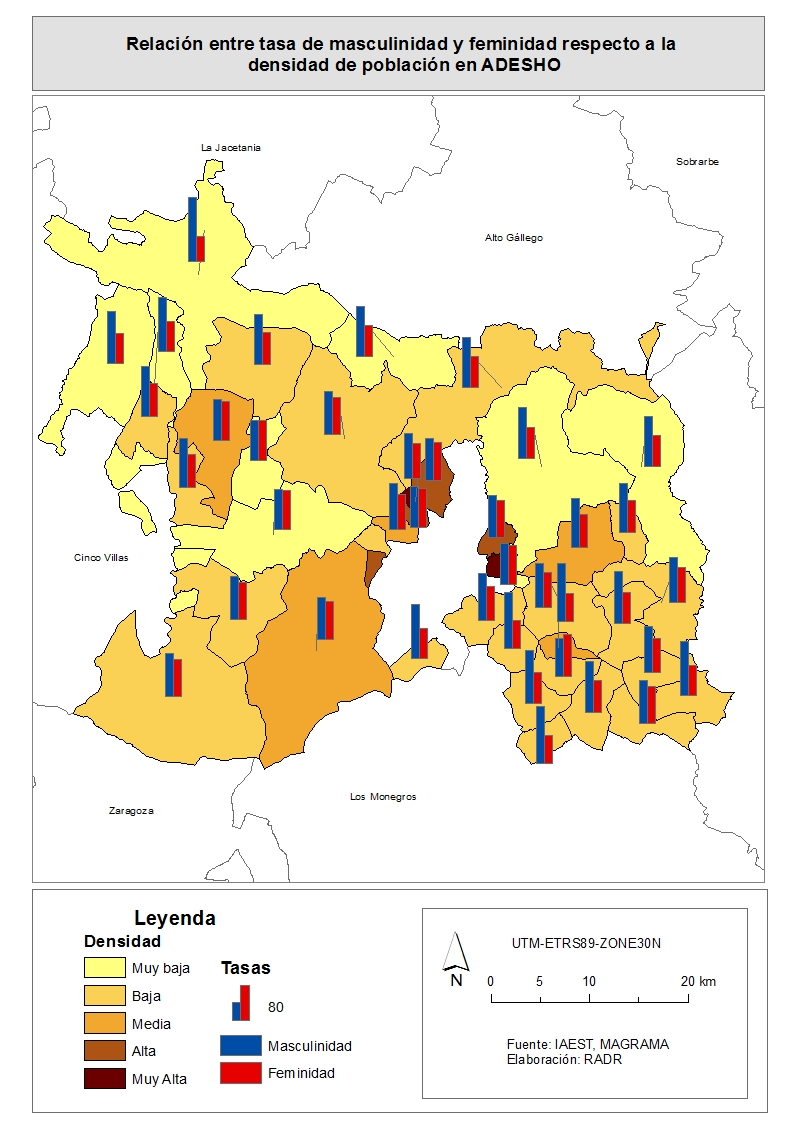 Relación entre tasa de masculinidad y feminidad respecto a la
densidad de población en ADESHO
La Jacetania
Sobrarbe
Alto Gállego
Cinco Villas
Los Monegros
Zaragoza
Leyenda
Densidad
Muy baja
Baja
Media
Alta
Muy Alta
Tasas
80
Masculinidad
Feminidad
UTM-ETRS89-ZONE30N
N
0 5 10 20 km
Fuente: IAEST, MAGRAMA
Elaboración: RADR